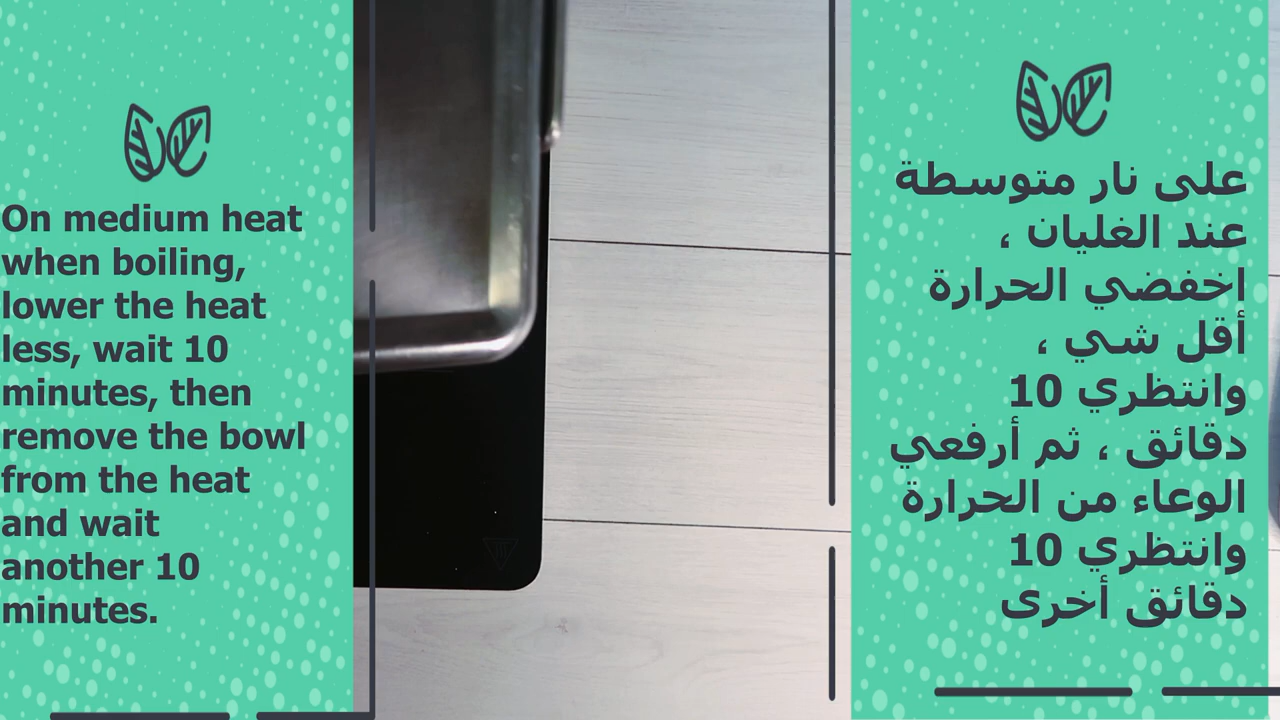 On medium heat
when boiling,
lower the heat
less, wait 10
minutes, then
remove the bowl
from the heat
and wait
another 10
minutes.
على نار متوسطة
عند الغليان ،
اخفضي الحرارة
أقل شي ،
وانتظري 10
دقائق ، ثم أرفعي
الوعاء من الحرارة
وانتظري 10
دقائق أخرى